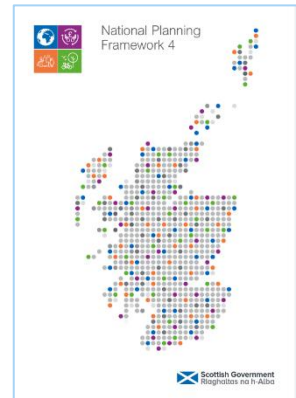 National Planning
Framework 4
Scottish Government
Riaghaltas na h-Alba